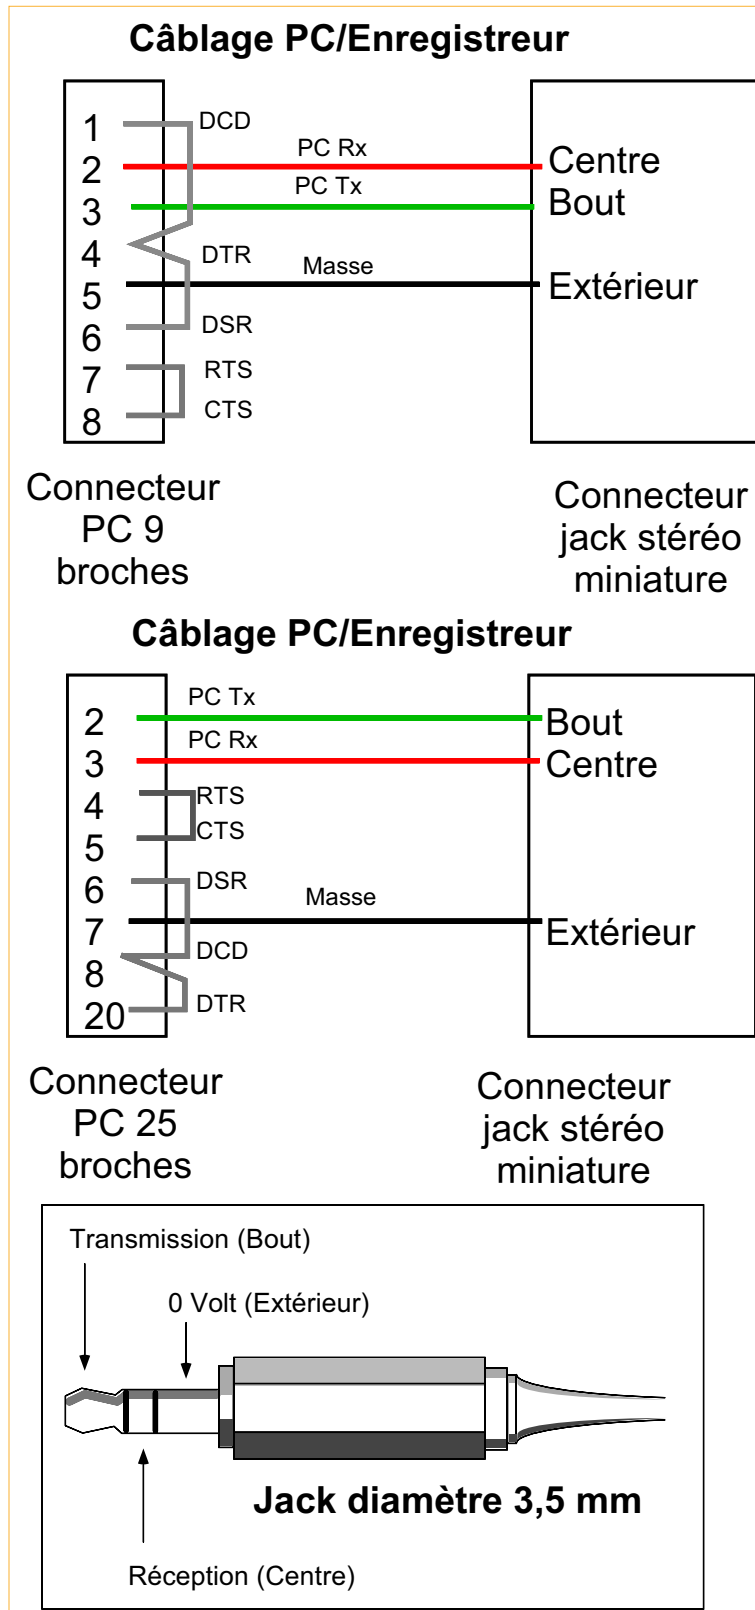 Câblage PC/Enregistreur
1
DCD
2
PC Rx
Centre
3
PC Tx
Bout
4
DTR
5
Masse
Extérieur
6
DSR
7
RTS
8
CTS
Connecteur
PC 9
broches
Connecteur
jack stéréo
miniature
Câblage PC/Enregistreur
2
PC Tx
Bout
3
PC Rx
Centre
4
RTS
5
CTS
6
DSR
7
Masse
Extérieur
8
DCD
20
DTR
Connecteur
PC 25
broches
Connecteur
jack stéréo
miniature
Transmission (Bout)
0 Volt (Extérieur)
Jack diamètre 3,5 mm
Réception (Centre)